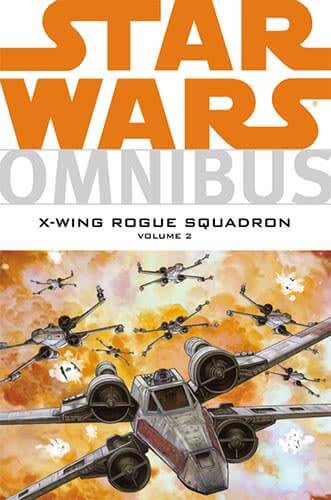 STAR
WARS®
OMNIBUS
X-WING ROGUE SQUADRON
VOLUME 2